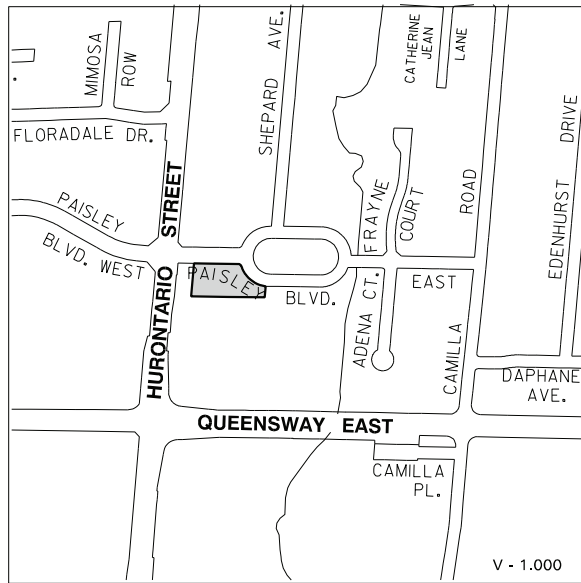 MIMOSA
ROW
SHEPARD AVE.
CATHERINE
JEAN
LANE
FLORADALE DR.
STREET
FRAYNE
COURT
ROAD
EDENHURST DRIVE
PAISLEY
BLVD. WEST
PAISLEY
BLVD.
EAST
HURONTARIO
ADENA CT.
CAMILLA
DAPHANE
AVE.
QUEENSWAY EAST
CAMILLA
PL.
V - 1.000